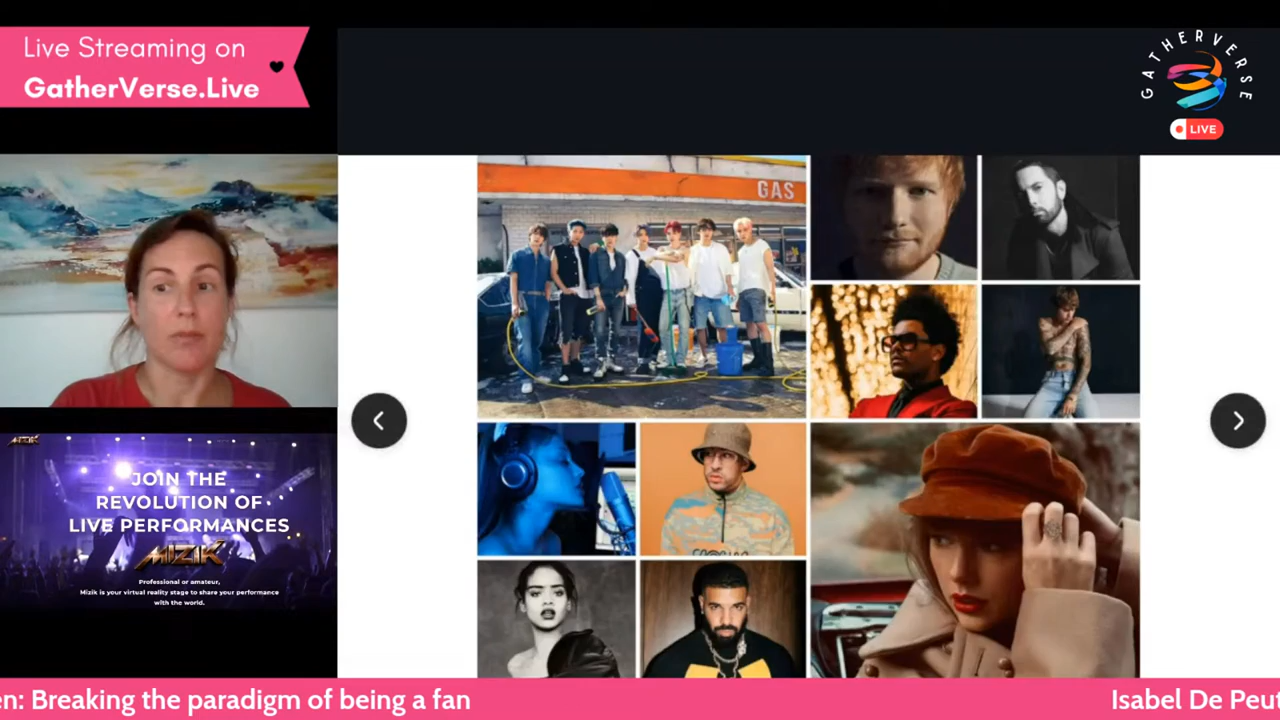 Live Streaming on
GatherVerse.Live
GATHERVERSE
LIVE
GAS
MIZIK
JOIN THE
REVOLUTION OF
LIVE PERFORMANCES
MIZIK
Professional or amateur,
Mizik is your virtual reality stage to share your performance
with the world.
en: Breaking the paradigm of being a fan
Isabel De Peut